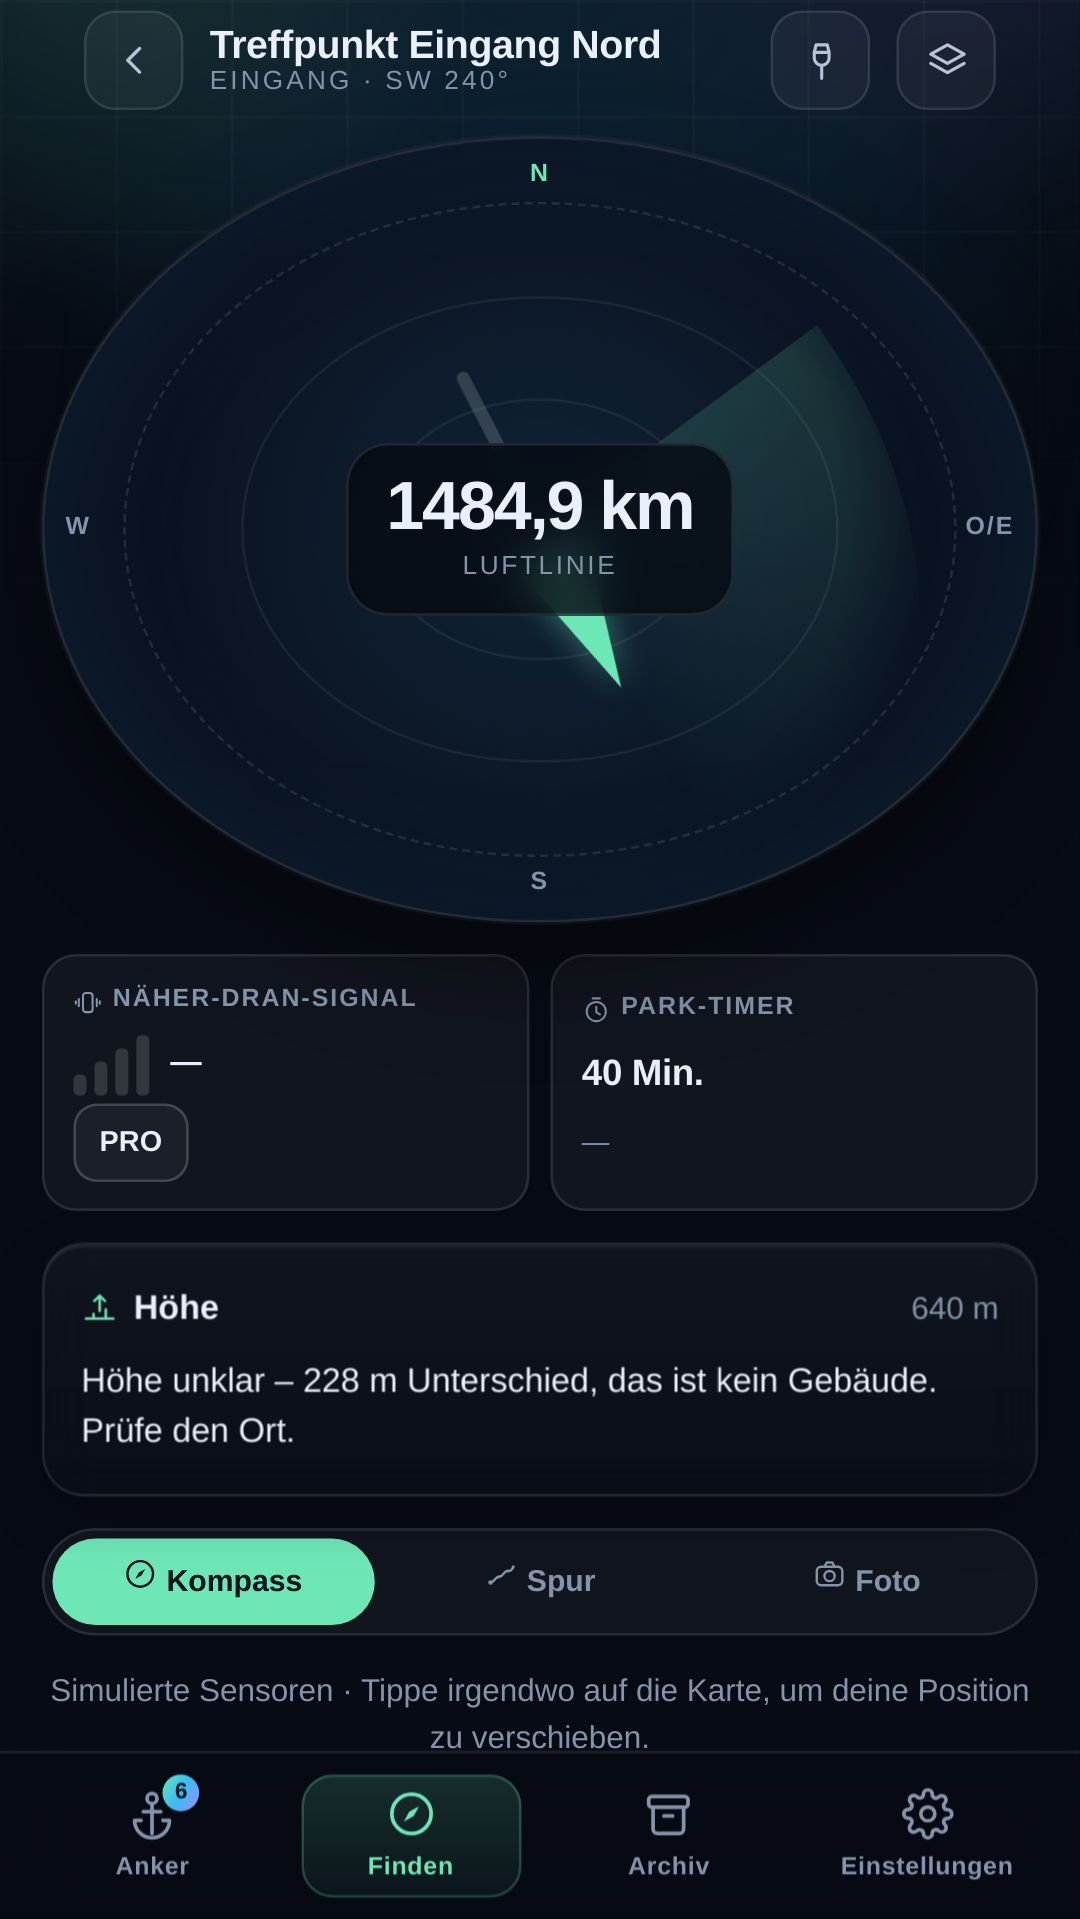 Treffpunkt Eingang Nord
EINGANG · SW 240°
N
W
O/E
1484,9 km
LUFTLINIE
S
NÄHER-DRAN-SIGNAL
—
PRO
PARK-TIMER
40 Min.
—
Höhe
640 m
Höhe unklar – 228 m Unterschied, das ist kein Gebäude.
Prüfe den Ort.
Kompass
Spur
Foto
Simulierte Sensoren · Tippe irgendwo auf die Karte, um deine Position
zu verschieben.
6
Anker
Finden
Archiv
Einstellungen